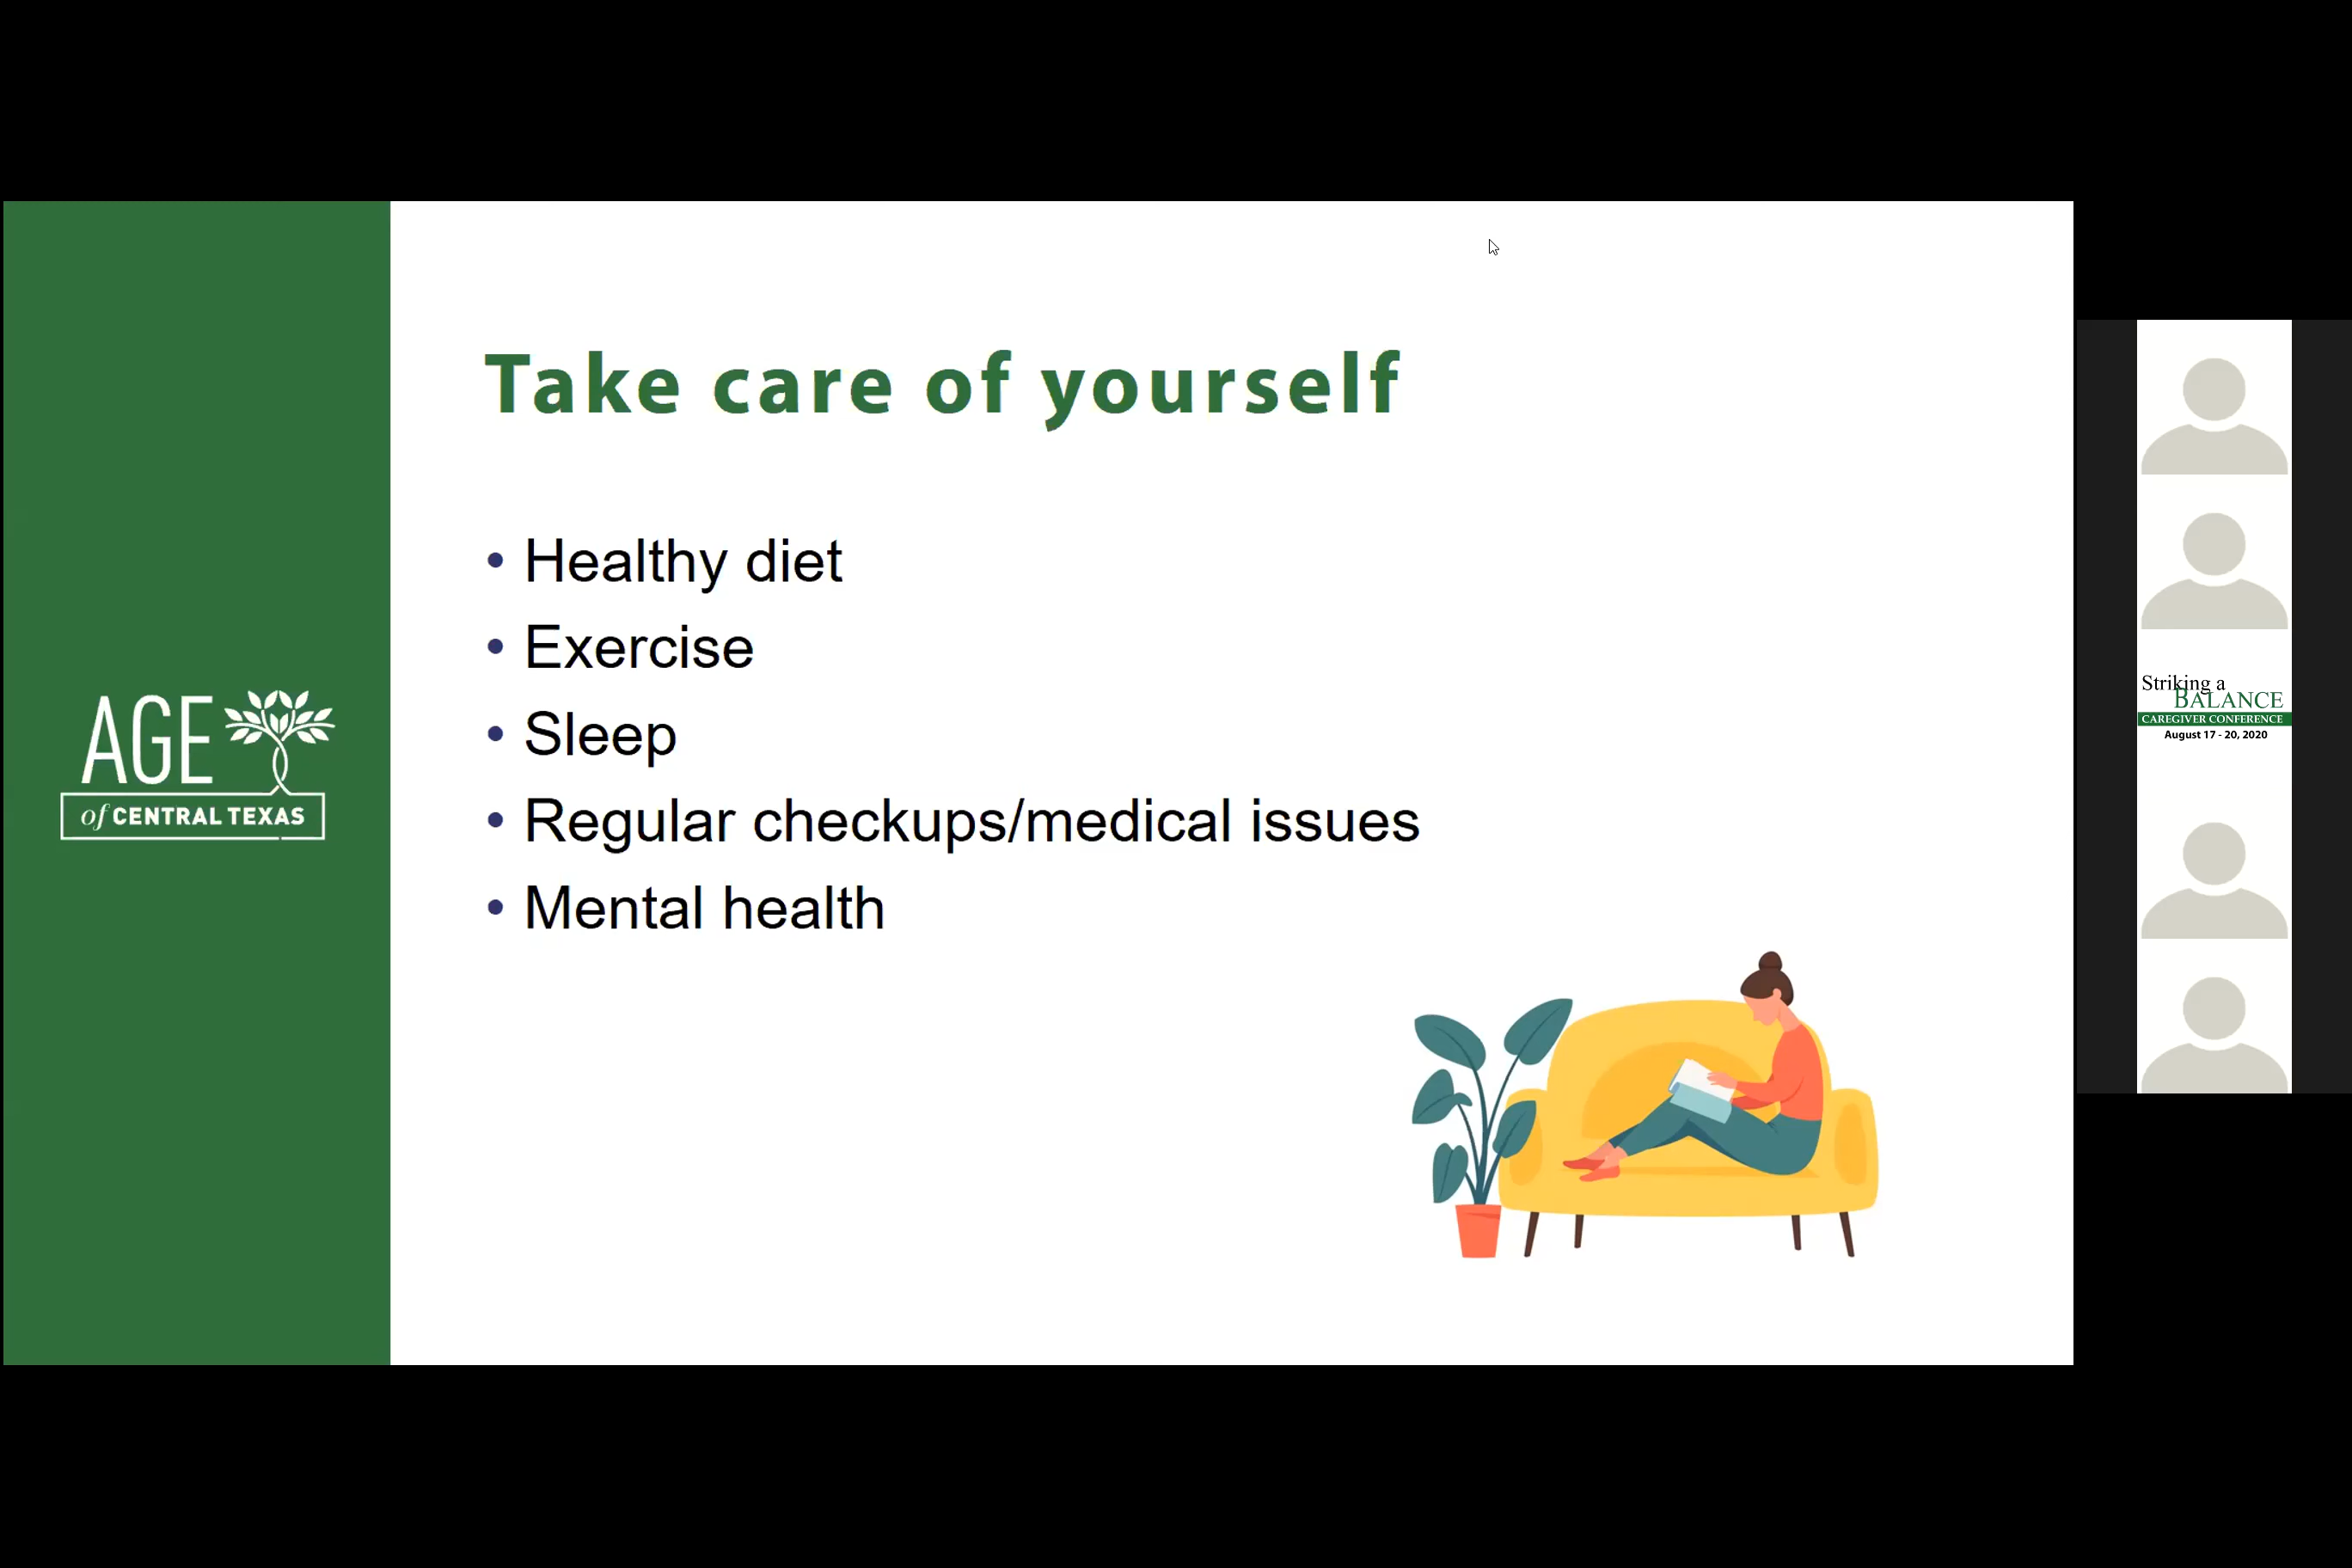 Take care of yourself
• Healthy diet
• Exercise
• Sleep
• Regular checkups/medical issues
• Mental health
AGE
of CENTRAL TEXAS
Striking a
BALANCE
CAREGIVER CONFERENCE
August 17 - 20, 2020